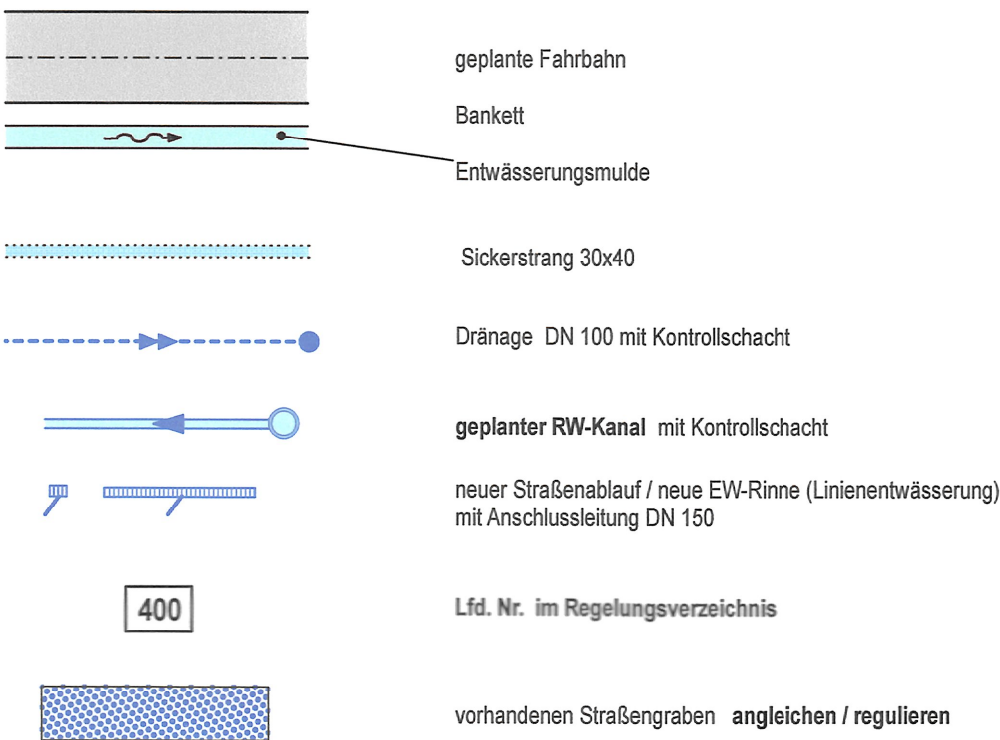 geplante Fahrbahn
Bankett
Entwässerungsmulde
Sickerstrang 30x40
Dränage DN 100 mit Kontrollschacht
geplanter RW-Kanal mit Kontrollschacht
neuer Straßenablauf / neue EW-Rinne (Linienentwässerung)
mit Anschlussleitung DN 150
400 Lfd. Nr. im Regelungsverzeichnis
vorhandenen Straßengraben angleichen / regulieren